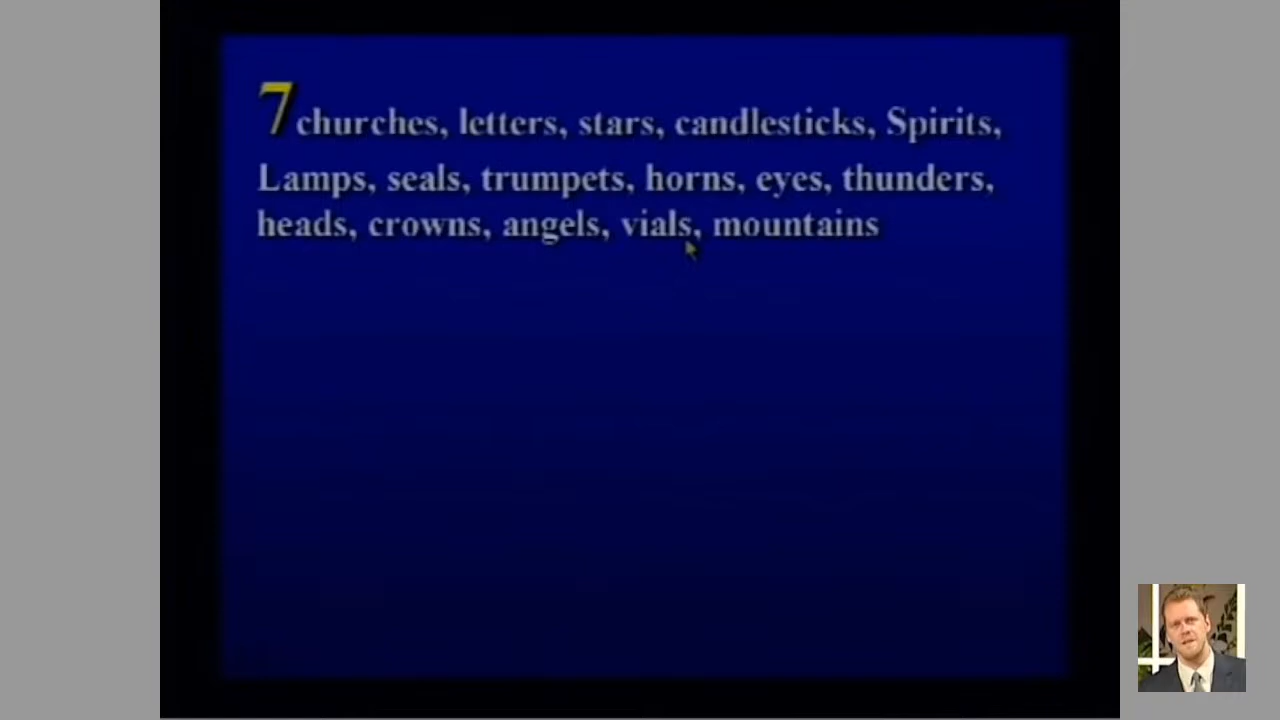 7 churches, letters, stars, candlesticks, Spirits,
Lamps, seals, trumpets, horns, eyes, thunders,
heads, crowns, angels, vials, mountains